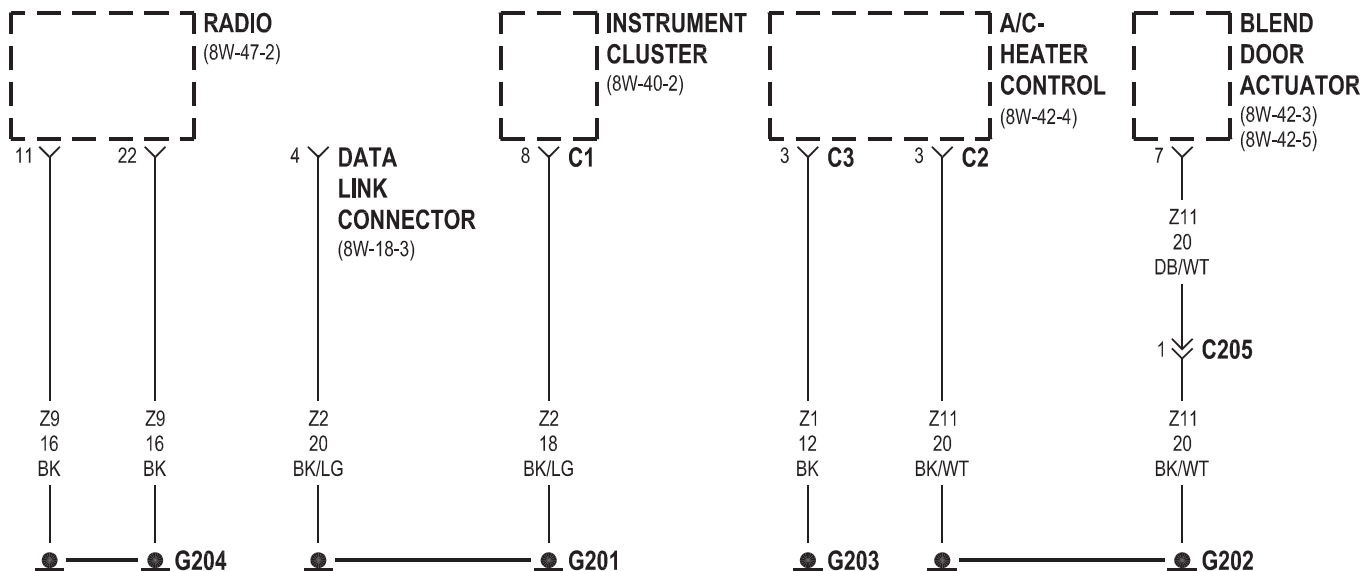 RADIO
(8W-47-2)
INSTRUMENT
CLUSTER
(8W-40-2)
A/C-
HEATER
CONTROL
(8W-42-4)
BLEND
DOOR
ACTUATOR
(8W-42-3)
(8W-42-5)
11
22
4
DATA
LINK
CONNECTOR
(8W-18-3)
8 C1
3 C3
3 C2
7
Z11
20
DB/WT
1 C205
Z9
16
BK
Z9
16
BK
Z2
20
BK/LG
Z2
18
BK/LG
Z1
12
BK
Z11
20
BK/WT
Z11
20
BK/WT
G204
G201
G203
G202